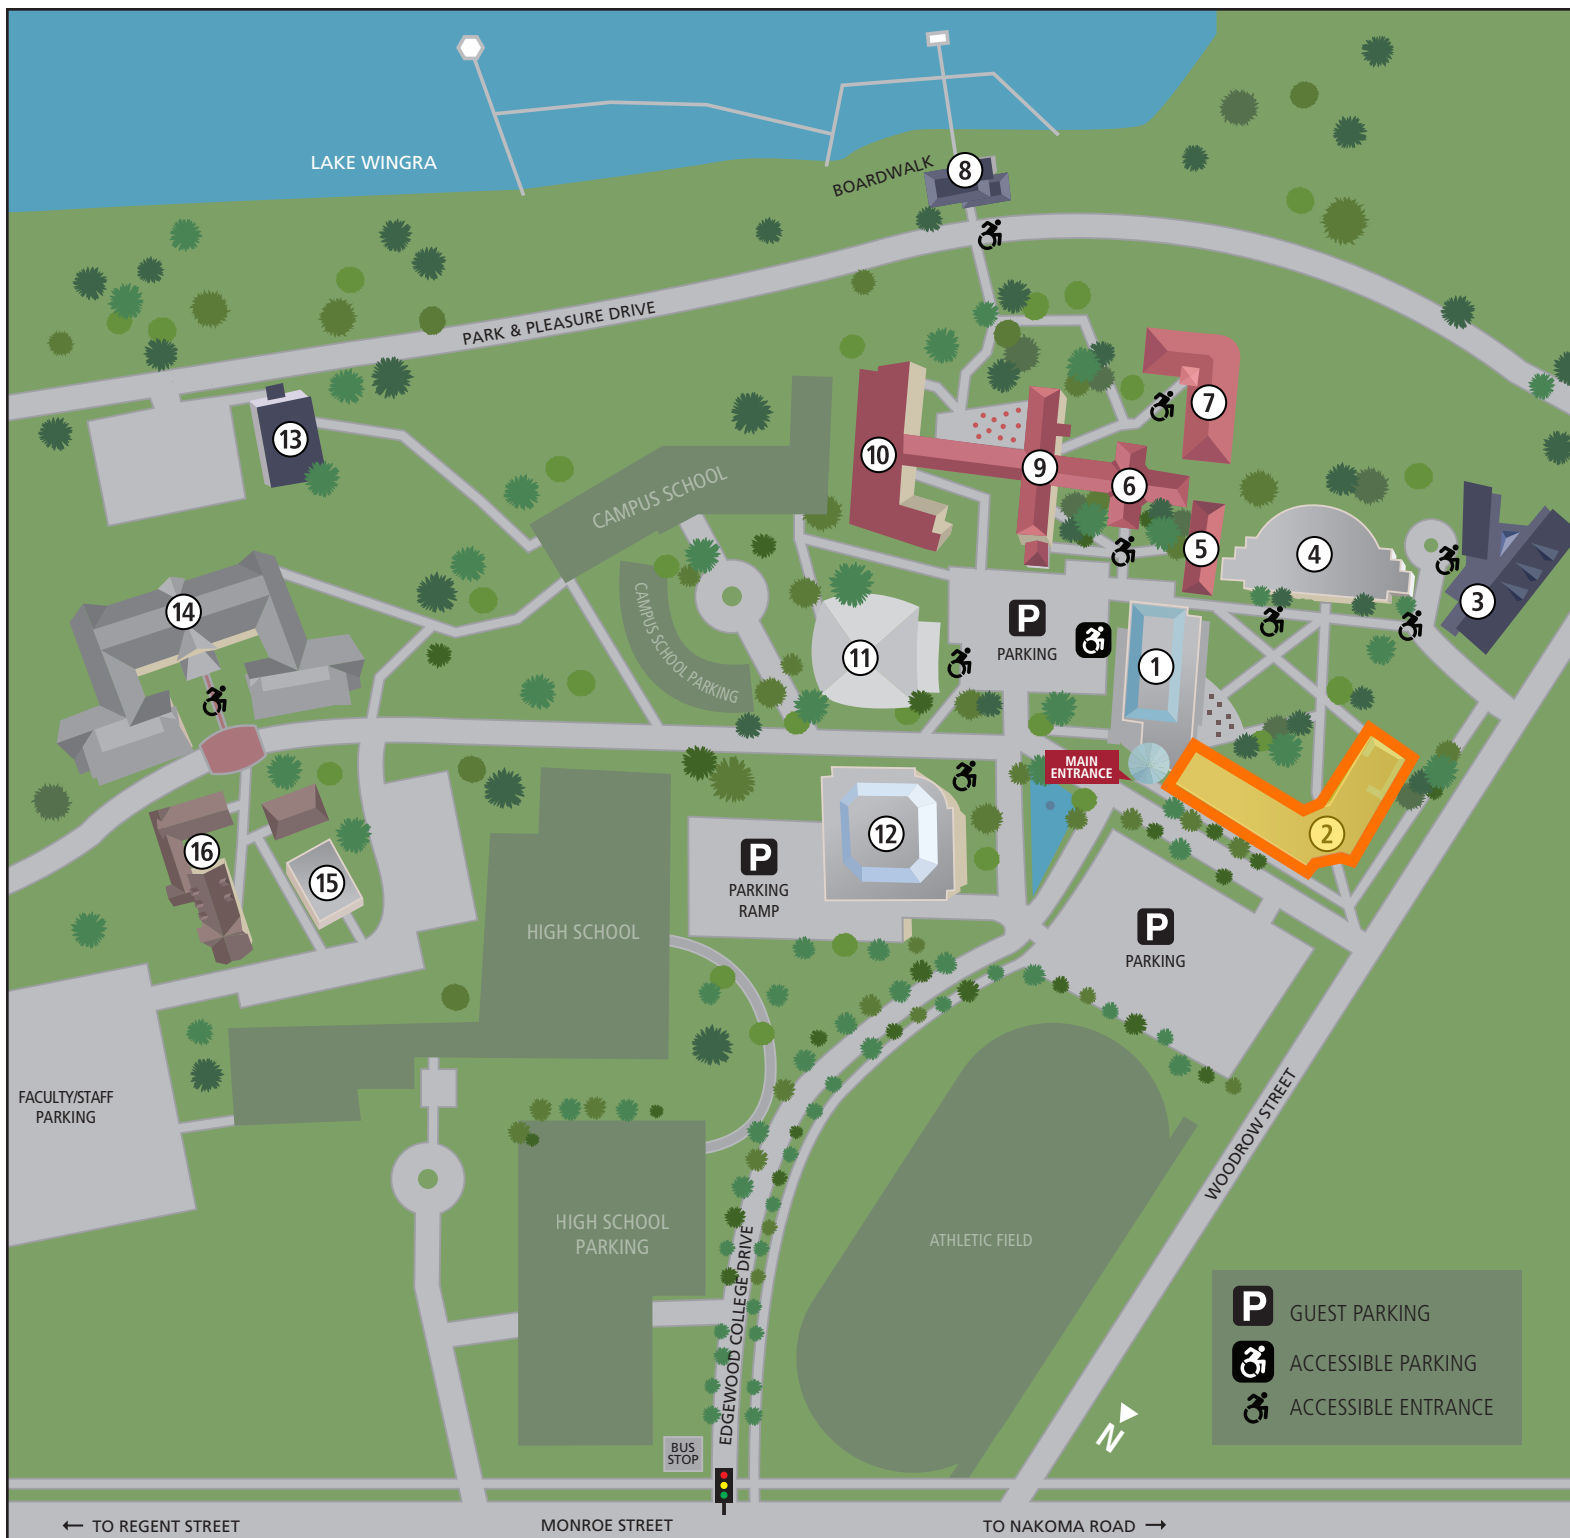 LAKE WINGRA
BOARDWALK
8
PARK & PLEASURE DRIVE
7
13
10
9
6
CAMPUS SCHOOL
5
4
3
14
CAMPUS SCHOOL PARKING
P
PARKING
11
1
MAIN
ENTRANCE
2
12
16
15
P
PARKING
RAMP
HIGH SCHOOL
P
PARKING
FACULTY/STAFF
PARKING
WOODROW STREET
HIGH SCHOOL
PARKING
ATHLETIC FIELD
EDGEWOOD COLLEGE DRIVE
P GUEST PARKING
ACCESSIBLE PARKING
ACCESSIBLE ENTRANCE
N
BUS
STOP
← TO REGENT STREET
MONROE STREET
TO NAKOMA ROAD →